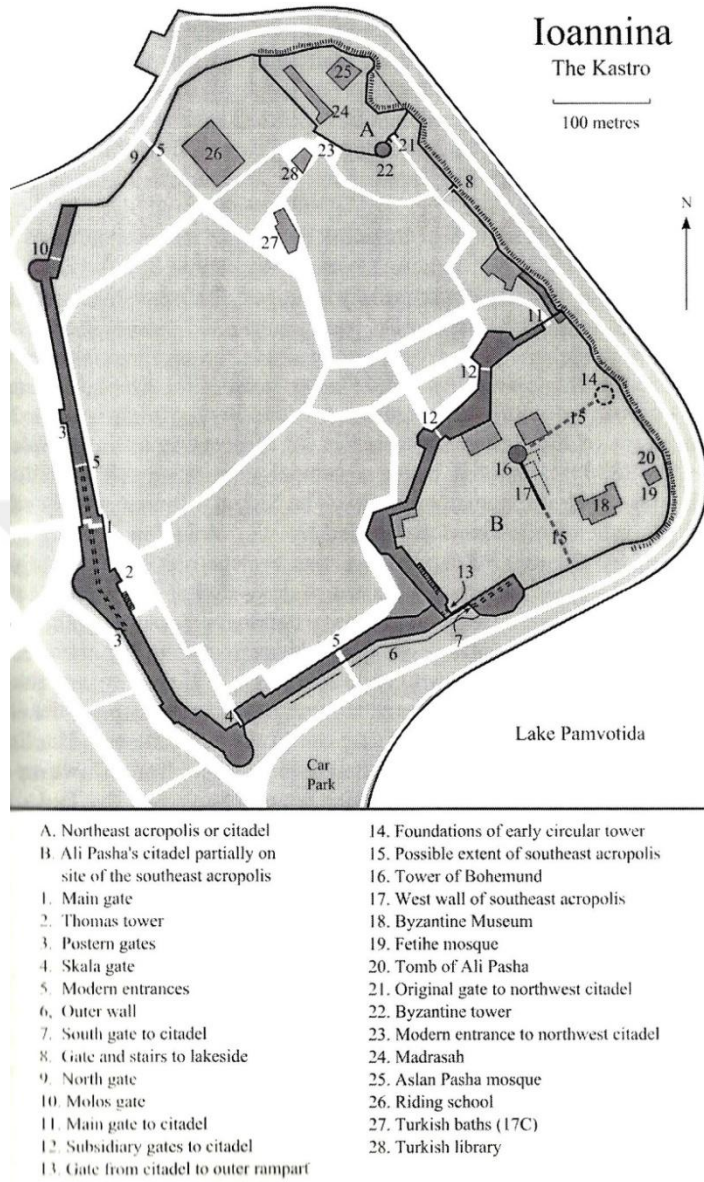 Ioannina
The Kastro
100 metres
25
24
A
21
9
5
26
28
23
22
8
N
27
10
11
12
14
3
12
15
5
16
20
19
17
18
1
B
15
2
13
3
5
7
6
4
Lake Pamvotida
Car
Park
A. Northeast acropolis or citadel
B. Ali Pasha's citadel partially on
site of the southeast acropolis
1. Main gate
2. Thomas tower
3. Postern gates
4. Skala gate
5. Modern entrances
6, Outer wall
7. South gate to citadel
8. Gate and stairs to lakeside
9. North gate
10. Molos gate
11. Main gate to citadel
12. Subsidiary gates to citadel
13. Gate from citadel to outer rampart
14. Foundations of early circular tower
15. Possible extent of southeast acropolis
16. Tower of Bohemund
17. West wall of southeast acropolis
18. Byzantine Museum
19. Fetihe mosque
20. Tomb of Ali Pasha
21. Original gate to northwest citadel
22. Byzantine tower
23. Modern entrance to northwest citadel
24. Madrasah
25. Aslan Pasha mosque
26. Riding school
27. Turkish baths (17C)
28. Turkish library